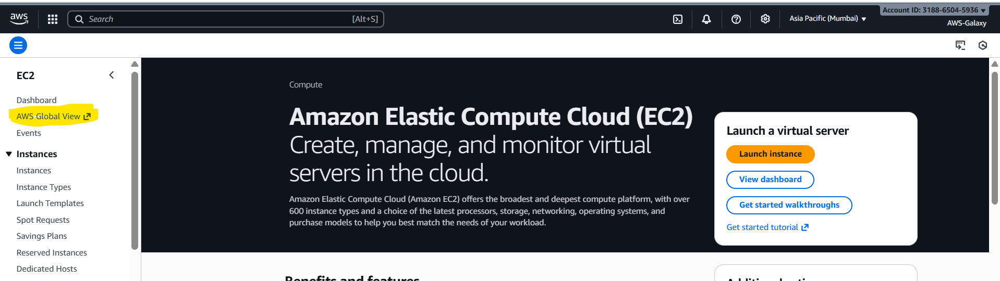 aws
Search [Alt+S]
Asia Pacific (Mumbai)
Account ID: 3188-6504-5936
AWS-Galaxy
EC2
Dashboard
AWS Global View
Events
Instances
Instances
Instance Types
Launch Templates
Spot Requests
Savings Plans
Reserved Instances
Dedicated Hosts
Compute
Amazon Elastic Compute Cloud (EC2)
Create, manage, and monitor virtual
servers in the cloud.
Amazon Elastic Compute Cloud (Amazon EC2) offers the broadest and deepest compute platform, with over
600 instance types and a choice of the latest processors, storage, networking, operating systems, and
purchase models to help you best match the needs of your workload.
Launch a virtual server
Launch instance
View dashboard
Get started walkthroughs
Get started tutorial
Benefits and features